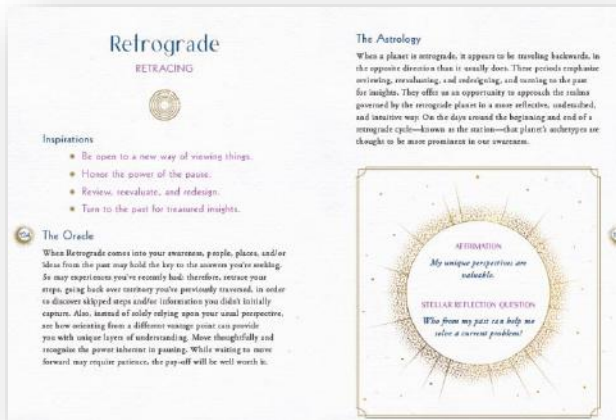 Retrograde
RETRACING
Inspirations
Be open to a new way of viewing things.
Honor the power of the pause.
Review, reevaluate, and redesign.
Turn to the past for treasured insights.
The Oracle
When Retrograde comes into your awareness, people, places, and/or
ideas from the past may hold the key to the answers you're seeking.
So may experiences you've recently had; therefore, retrace your
steps, going back over territory you've previously traversed, in order
to discover skipped steps and/or information you didn't initially
capture. Also, instead of solely relying upon your usual perspective,
see how orienting from a different vantage point can provide
you with unique layers of understanding. Move thoughtfully and
recognize the power inherent in pausing. While waiting to move
forward may require patience, the pay-off will be well worth it.
The Astrology
When a planet is retrograde, it appears to be traveling backwards, in
the opposite direction than it usually does. These periods emphasize
reviewing, reevaluating, and redesigning, and turning to the past
for insights. They offer us an opportunity to approach the realms
governed by the retrograde planet in a more reflective, undetached,
and intuitive way. On the days around the beginning and end of a
retrograde cycle—known as the station—that planet's archetypes are
thought to be more prominent in our awareness.
AFFIRMATION
My unique perspectives are
valuable.
STELLAR REFLECTION QUESTION
Who from my past can help me
solve a current problem?